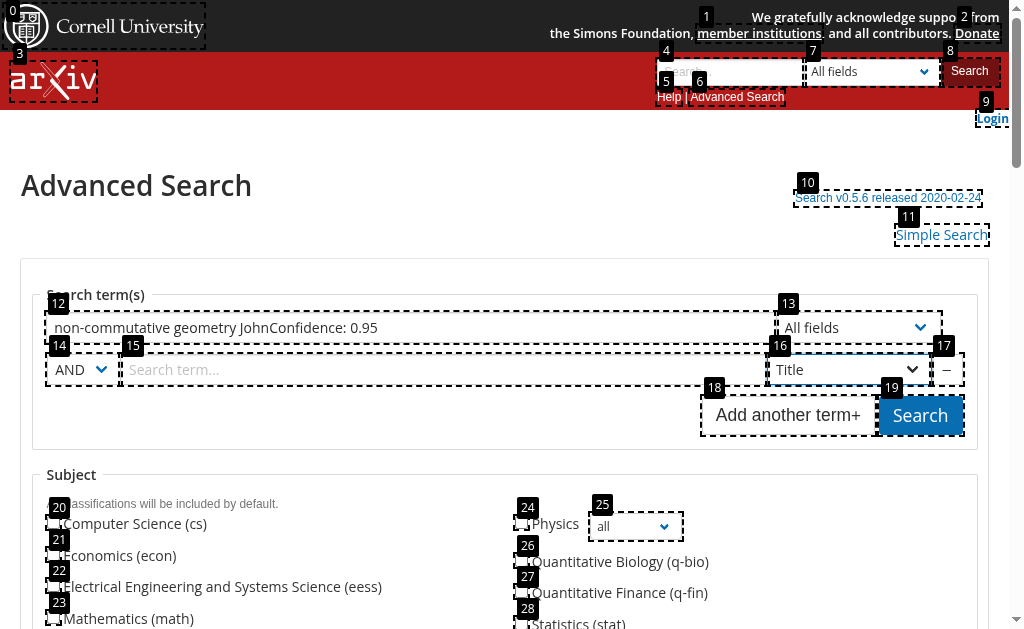 0
Cornell University
1
2
We gratefully acknowledge suppo from
the Simons Foundation, member institutions, and all contributors. Donate
3
arXiv
4
7
8
Search...
All fields
Search
5
6
Help | Advanced Search
9
Login
Advanced Search
10
Search v0.5.6 released 2020-02-24
11
Simple Search
Search term(s)
12
13
non-commutative geometry JohnConfidence: 0.95
All fields
14
15
16
17
AND
Search term...
Title
–
18
19
Add another term+
Search
Subject
classifications will be included by default.
20
24
25
Computer Science (cs)
Physics
all
21
26
Economics (econ)
Quantitative Biology (q-bio)
22
27
Electrical Engineering and Systems Science (eess)
Quantitative Finance (q-fin)
23
28
Mathematics (math)
Statistics (stat)